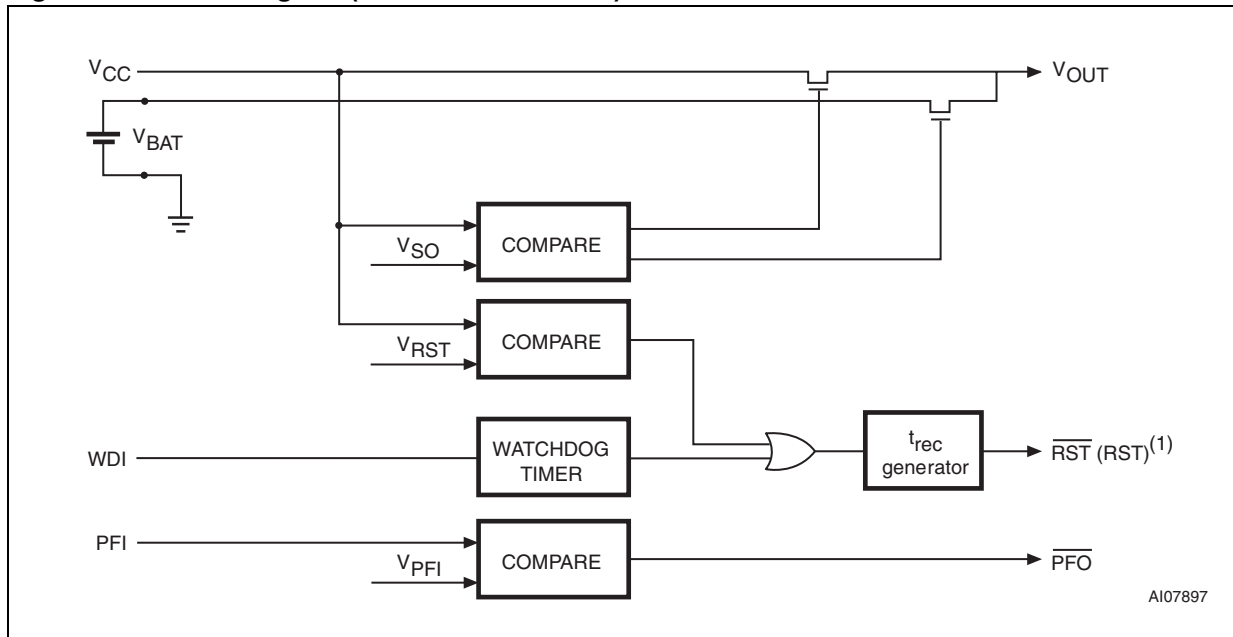 VCC
VOUT
VBAT
COMPARE
VSO
COMPARE
VRST
WDI
WATCHDOG
TIMER
trec
generator
RST (RST)(1)
PFI
COMPARE
VPFI
PFO
AI07897